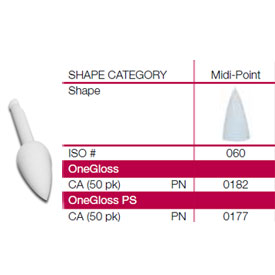 SHAPE CATEGORY Midi-Point
Shape
ISO # 060
OneGloss
CA (50 pk) PN 0182
OneGloss PS
CA (50 pk) PN 0177